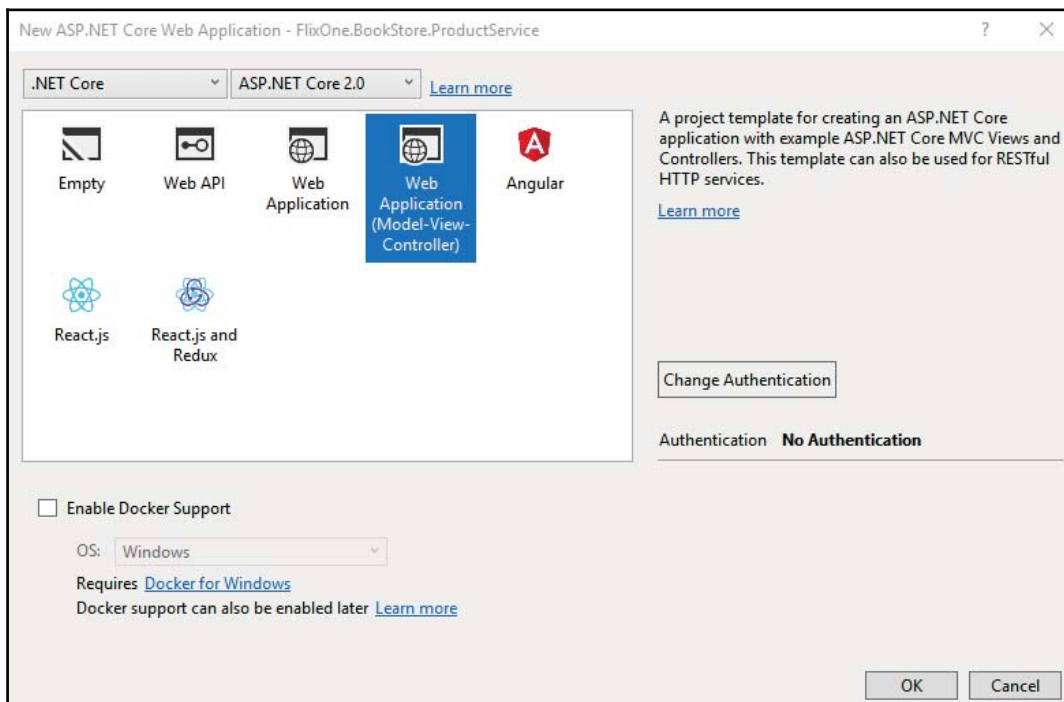 New ASP.NET Core Web Application - FlixOne.BookStore.ProductService
?
.NET Core
ASP.NET Core 2.0
Learn more
Empty
Web API
Web
Application
Web
Application
(Model-View-
Controller)
Angular
React.js
React.js and
Redux
A project template for creating an ASP.NET Core
application with example ASP.NET Core MVC Views and
Controllers. This template can also be used for RESTful
HTTP services.
Learn more
Change Authentication
Authentication No Authentication
Enable Docker Support
OS: Windows
Requires Docker for Windows
Docker support can also be enabled later Learn more
OK
Cancel